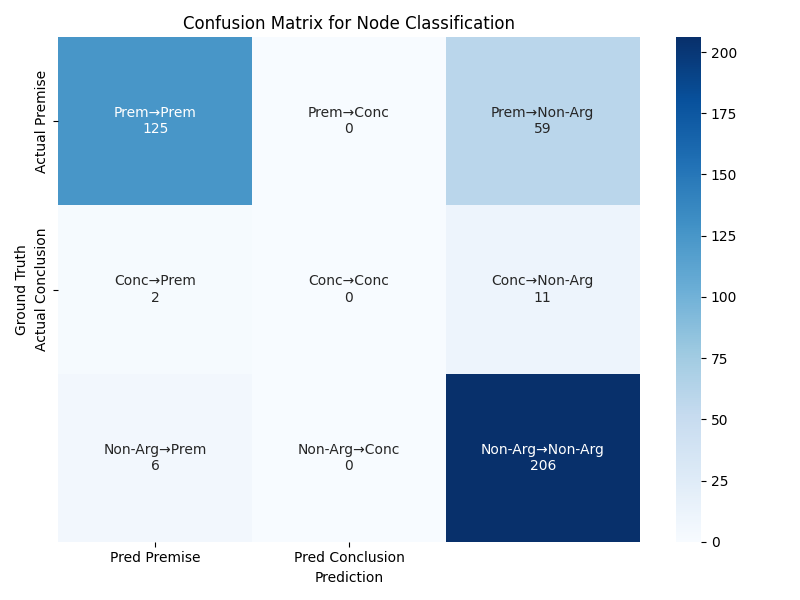 Confusion Matrix for Node Classification
Prem→Prem
125
Prem→Conc
0
Prem→Non-Arg
59
Conc→Prem
2
Conc→Conc
0
Conc→Non-Arg
11
Non-Arg→Prem
6
Non-Arg→Conc
0
Non-Arg→Non-Arg
206
Actual Premise
Actual Conclusion
Ground Truth
Pred Premise
Pred Conclusion
Prediction
200
175
150
125
100
75
50
25
0